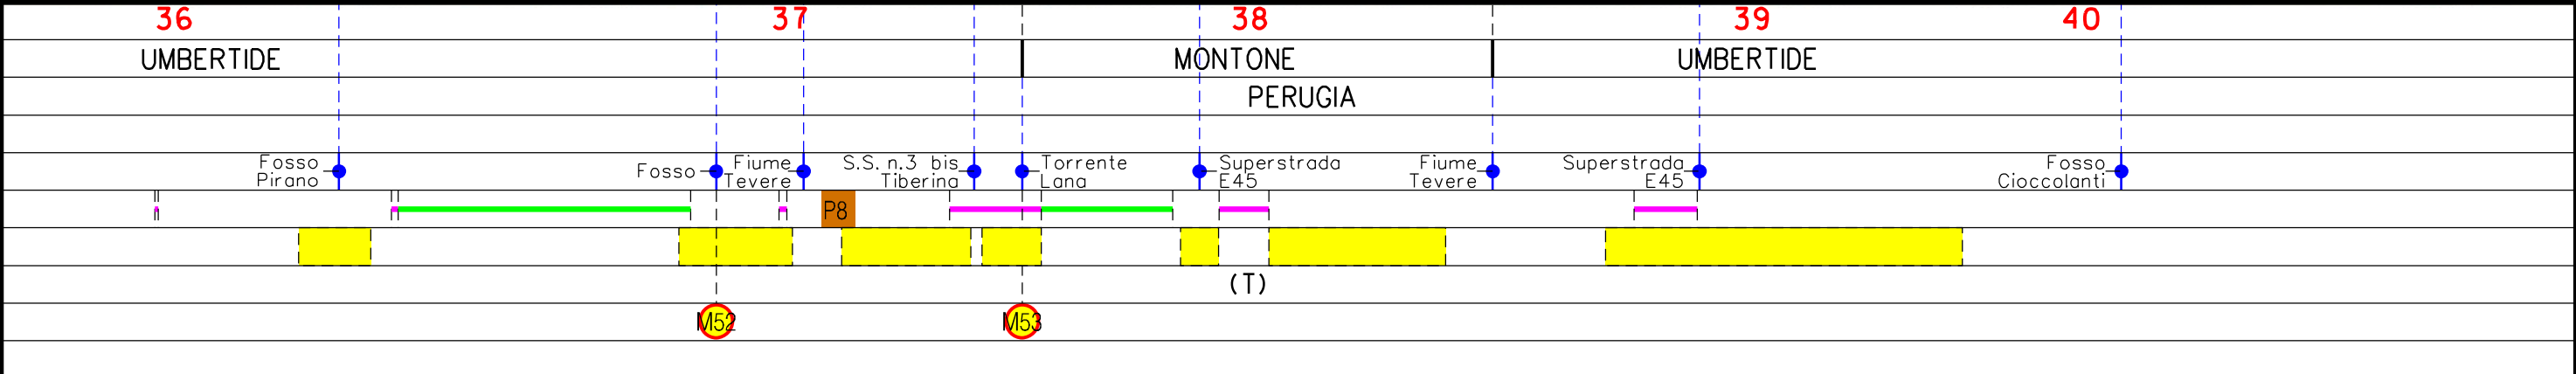 36 37 38 39 40
UMBERTIDE MONTONE UMBERTIDE
PERUGIA
Fosso Pirano
Fosso
Fiume Tevere
S.S. n.3 bis Tiberina
Torrente Lana
Superstrada E45
Fiume Tevere
Superstrada E45
Fosso Cioccolanti
P8
(T)
M52 M53